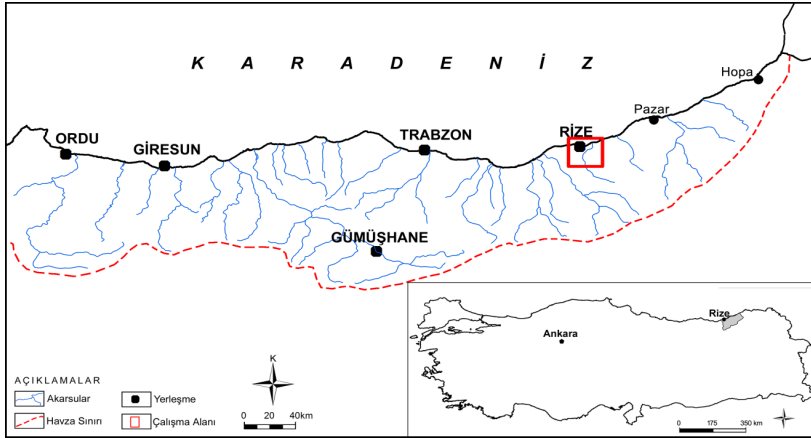 K A R A D E N İ Z
Hopa
Pazar
ORDU
GİRESUN
TRABZON
RİZE
GÜMÜŞHANE
Rize
Ankara
0 175 350 km
AÇIKLAMALAR
Akarsular
Yerleşme
Havza Sınırı
Çalışma Alanı
K
0 20 40km